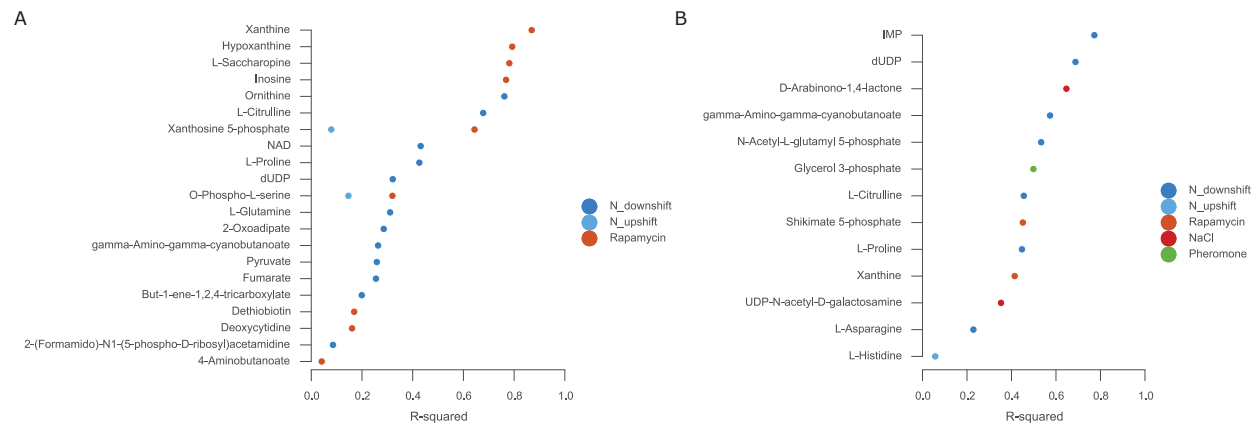 A
Xanthine
Hypoxanthine
L-Saccharopine
Inosine
Ornithine
L-Citrulline
Xanthosine 5-phosphate
NAD
L-Proline
dUDP
O-Phospho-L-serine
L-Glutamine
2-Oxoadipate
gamma-Amino-gamma-cyanobutanoate
Pyruvate
Fumarate
But-1-ene-1,2,4-tricarboxylate
Dethiobiotin
Deoxycytidine
2-(Formamido)-N1-(5-phospho-D-ribosyl)acetamidine
4-Aminobutanoate
0.0 0.2 0.4 0.6 0.8 1.0
R-squared
N_downshift
N_upshift
Rapamycin
B
IMP
dUDP
D-Arabinono-1,4-lactone
gamma-Amino-gamma-cyanobutanoate
N-Acetyl-L-glutamyl 5-phosphate
Glycerol 3-phosphate
L-Citrulline
Shikimate 5-phosphate
L-Proline
Xanthine
UDP-N-acetyl-D-galactosamine
L-Asparagine
L-Histidine
0.0 0.2 0.4 0.6 0.8 1.0
R-squared
N_downshift
N_upshift
Rapamycin
NaCl
Pheromone